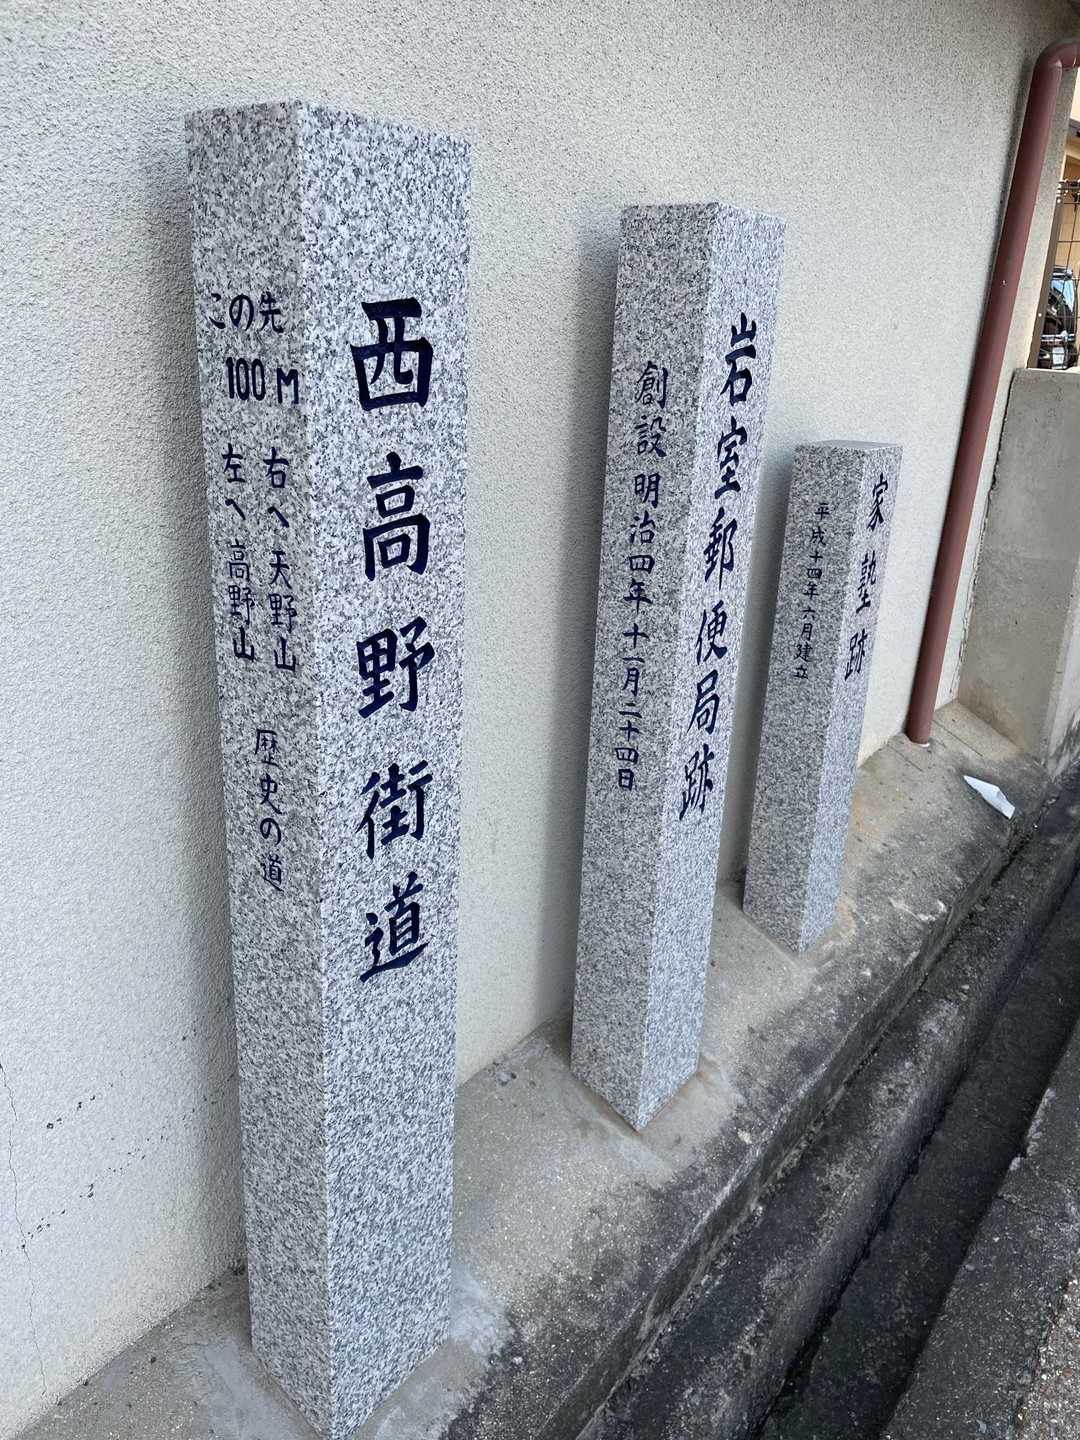 西高野街道
この先
100M
右へ天野山
左へ高野山
歴史の道
岩室郵便局跡
創設明治四年十一月二十四日
家塾跡
平成十四年六月建立